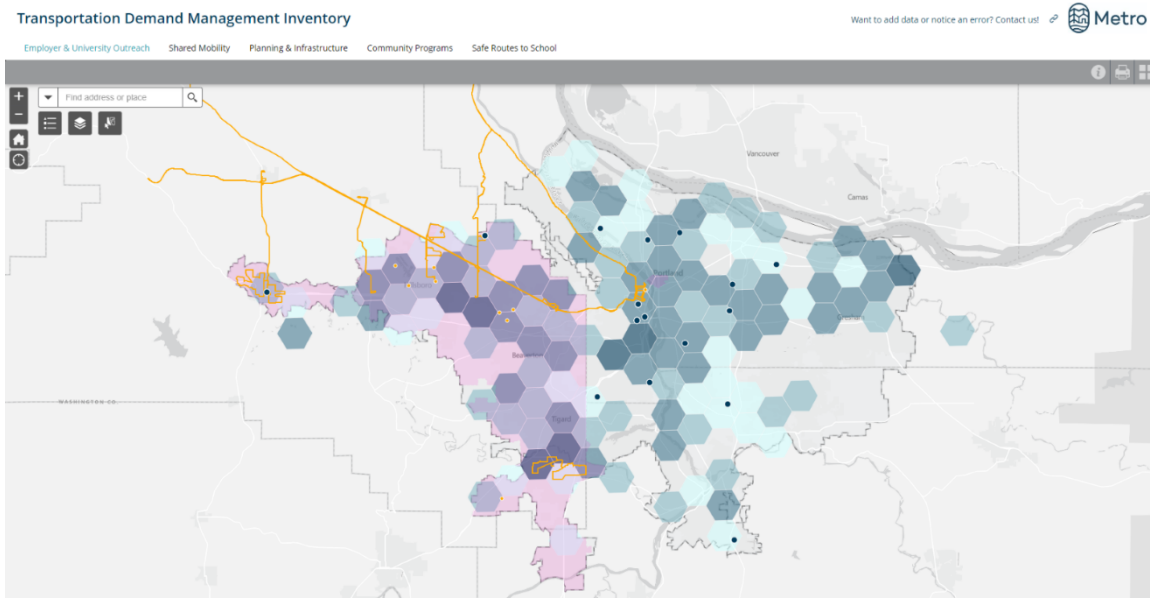 Transportation Demand Management Inventory
Want to add data or notice an error? Contact us!
Metro
Employer & University Outreach
Shared Mobility
Planning & Infrastructure
Community Programs
Safe Routes to School
+
Find address or place
−
Vancouver
Camas
Portland
Hillsboro
Gresham
Beaverton
WASHINGTON CO.
Tigard